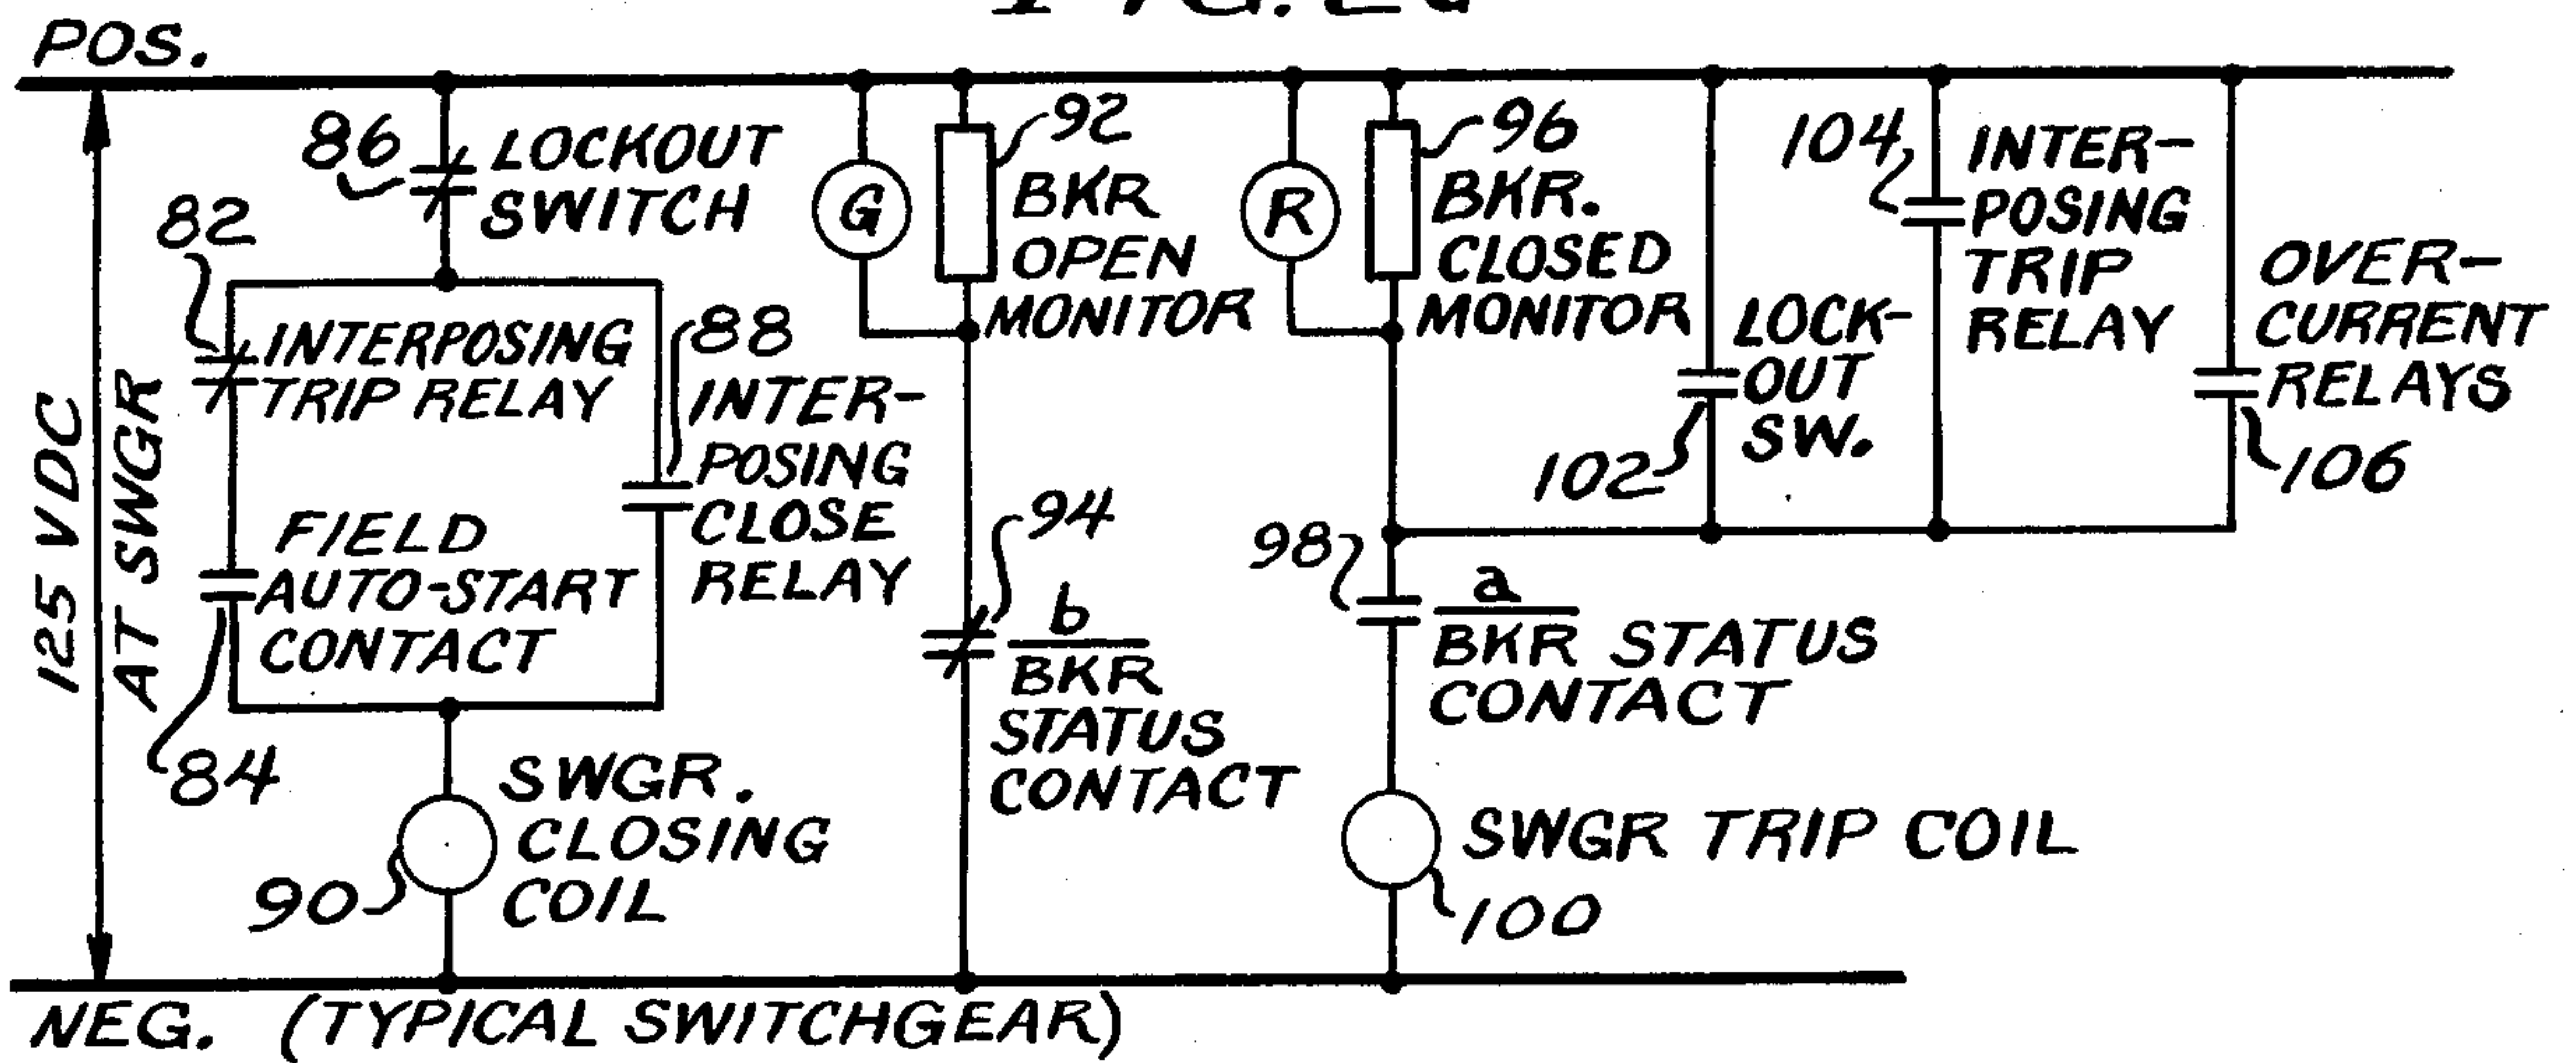 POS.
86
LOCKOUT
SWITCH
82
INTERPOSING
TRIP RELAY
88
INTER-
POSING
CLOSE
RELAY
FIELD
AUTO-START
CONTACT
84
SWGR.
CLOSING
COIL
90
125 VDC
AT SWGR
G
92
BKR
OPEN
MONITOR
94
b
BKR
STATUS
CONTACT
R
96
BKR.
CLOSED
MONITOR
98
a
BKR STATUS
CONTACT
SWGR TRIP COIL
100
LOCK-
OUT
SW.
102
104
INTER-
POSING
TRIP
RELAY
OVER-
CURRENT
RELAYS
106
NEG. (TYPICAL SWITCHGEAR)